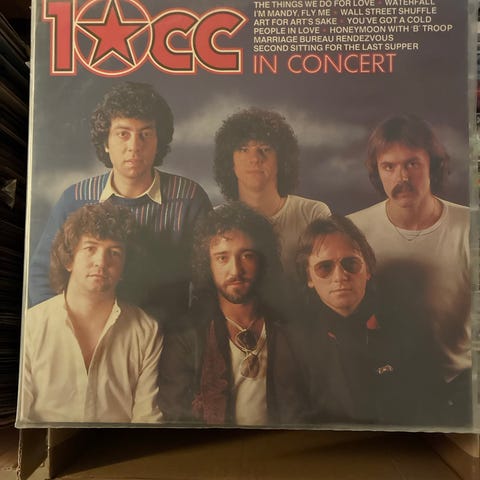 10cc
THE THINGS WE DO FOR LOVE • WATERFALL
I'M MANDY, FLY ME • WALL STREET SHUFFLE
ART FOR ART'S SAKE • YOU'VE GOT A COLD
PEOPLE IN LOVE • HONEYMOON WITH 'B' TROOP
MARRIAGE BUREAU RENDEZVOUS
SECOND SITTING FOR THE LAST SUPPER
IN CONCERT